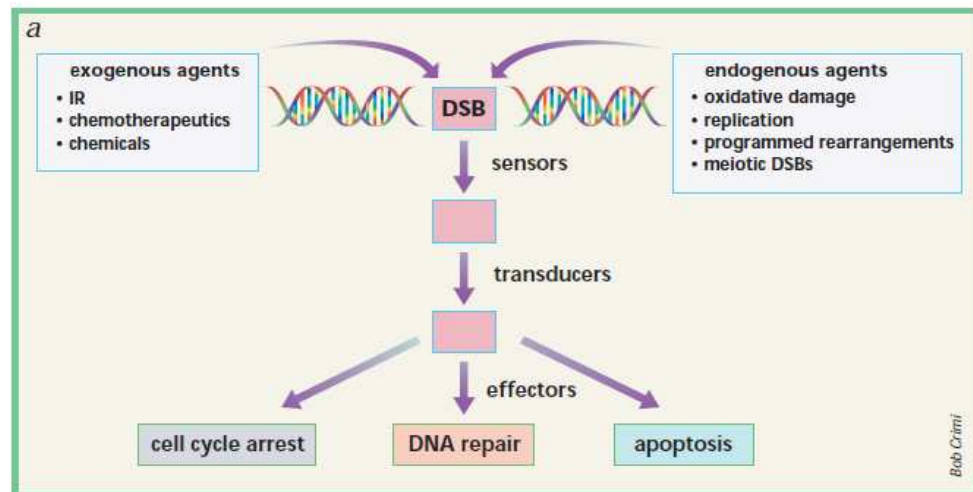 a
exogenous agents
• IR
• chemotherapeutics
• chemicals
DSB
endogenous agents
• oxidative damage
• replication
• programmed rearrangements
• meiotic DSBs
sensors
transducers
effectors
cell cycle arrest
DNA repair
apoptosis
Bob Crimi